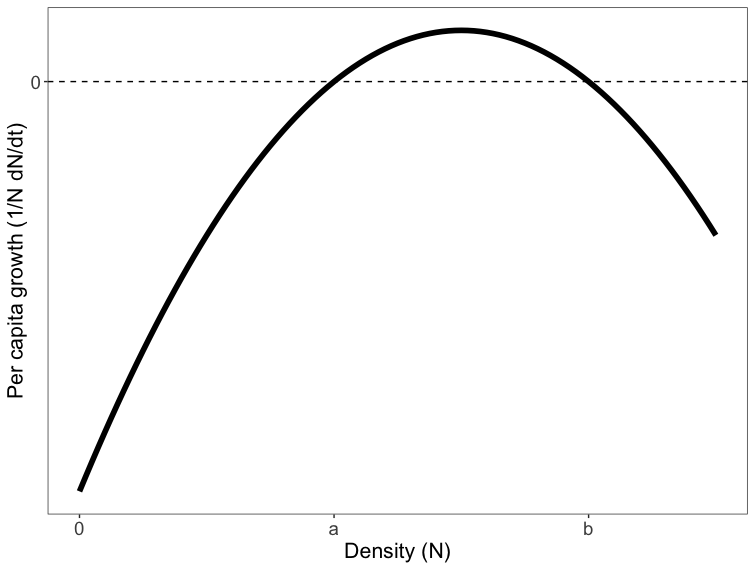 Per capita growth (1/N dN/dt)
0
0
a
b
Density (N)